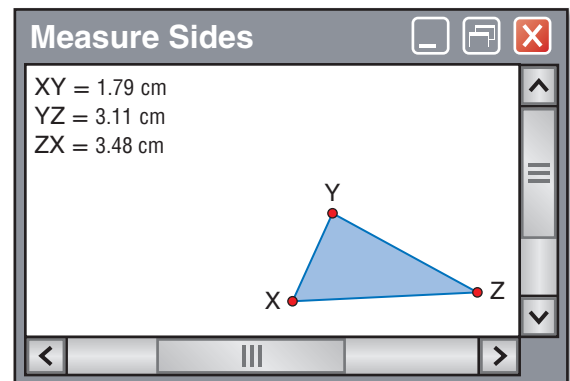 Measure Sides
XY = 1.79 cm
YZ = 3.11 cm
ZX = 3.48 cm
Y
X
Z